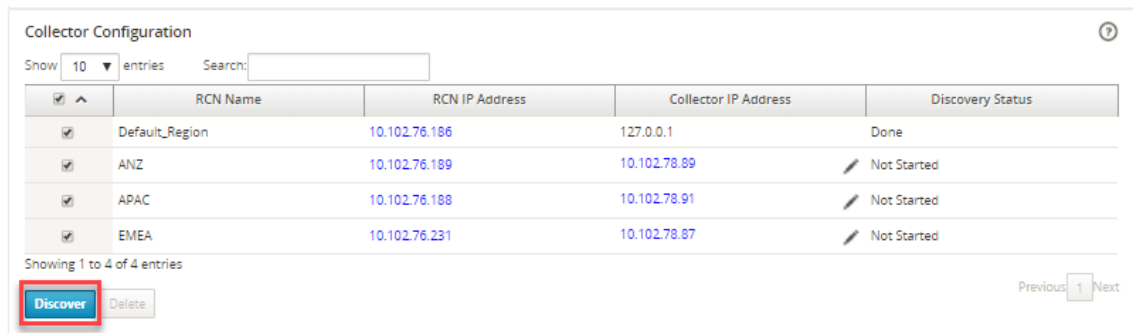 Collector Configuration
Show 10 entries Search:
RCN Name RCN IP Address Collector IP Address Discovery Status
Default_Region 10.102.76.186 127.0.0.1 Done
ANZ 10.102.76.189 10.102.78.89 Not Started
APAC 10.102.76.188 10.102.78.91 Not Started
EMEA 10.102.76.231 10.102.78.87 Not Started
Showing 1 to 4 of 4 entries
Previous 1 Next
Discover Delete